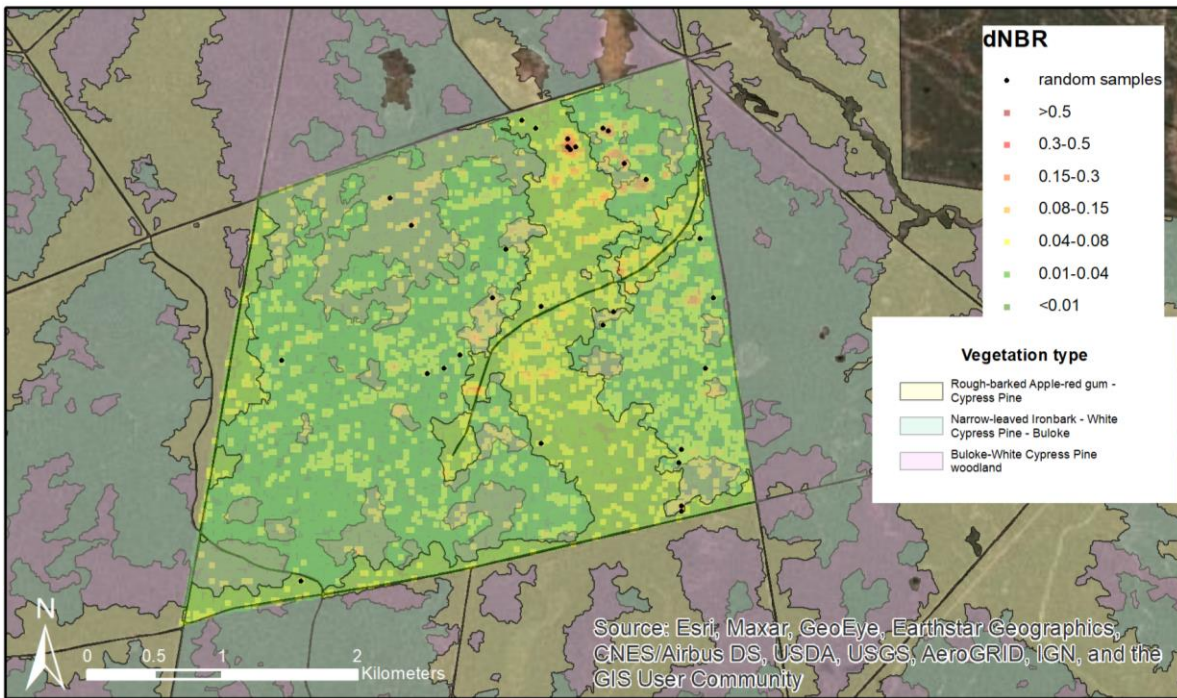 dNBR
random samples
>0.5
0.3-0.5
0.15-0.3
0.08-0.15
0.04-0.08
0.01-0.04
<0.01
Vegetation type
Rough-barked Apple-red gum -
Cypress Pine
Narrow-leaved Ironbark - White
Cypress Pine - Buloke
Buloke-White Cypress Pine
woodland
N
0 0.5 1 2
Kilometers
Source: Esri, Maxar, GeoEye, Earthstar Geographics,
CNES/Airbus DS, USDA, USGS, AeroGRID, IGN, and the
GIS User Community